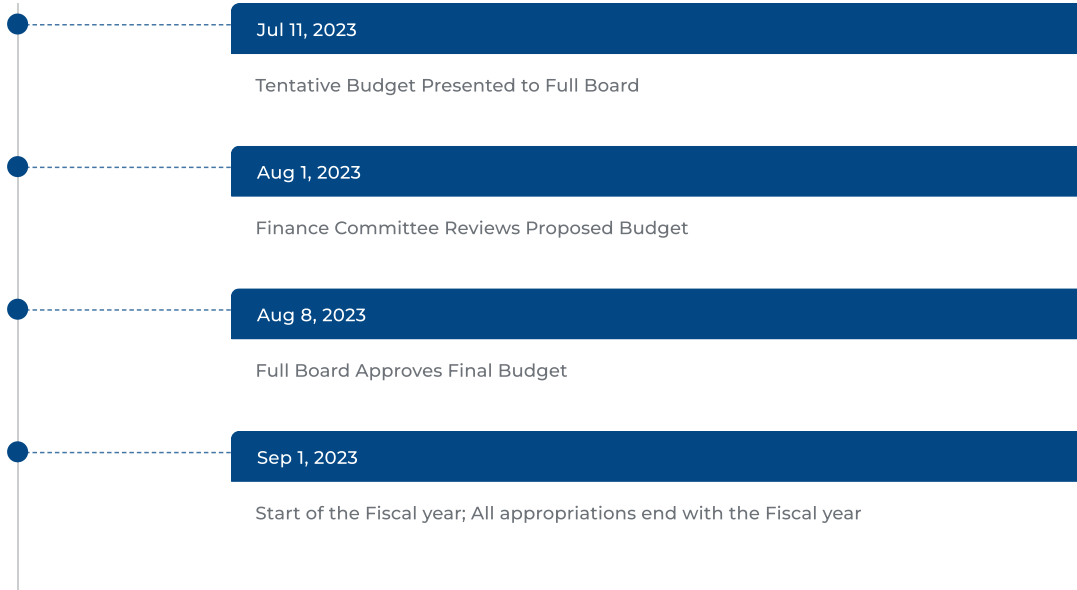 Jul 11, 2023
Tentative Budget Presented to Full Board
Aug 1, 2023
Finance Committee Reviews Proposed Budget
Aug 8, 2023
Full Board Approves Final Budget
Sep 1, 2023
Start of the Fiscal year; All appropriations end with the Fiscal year